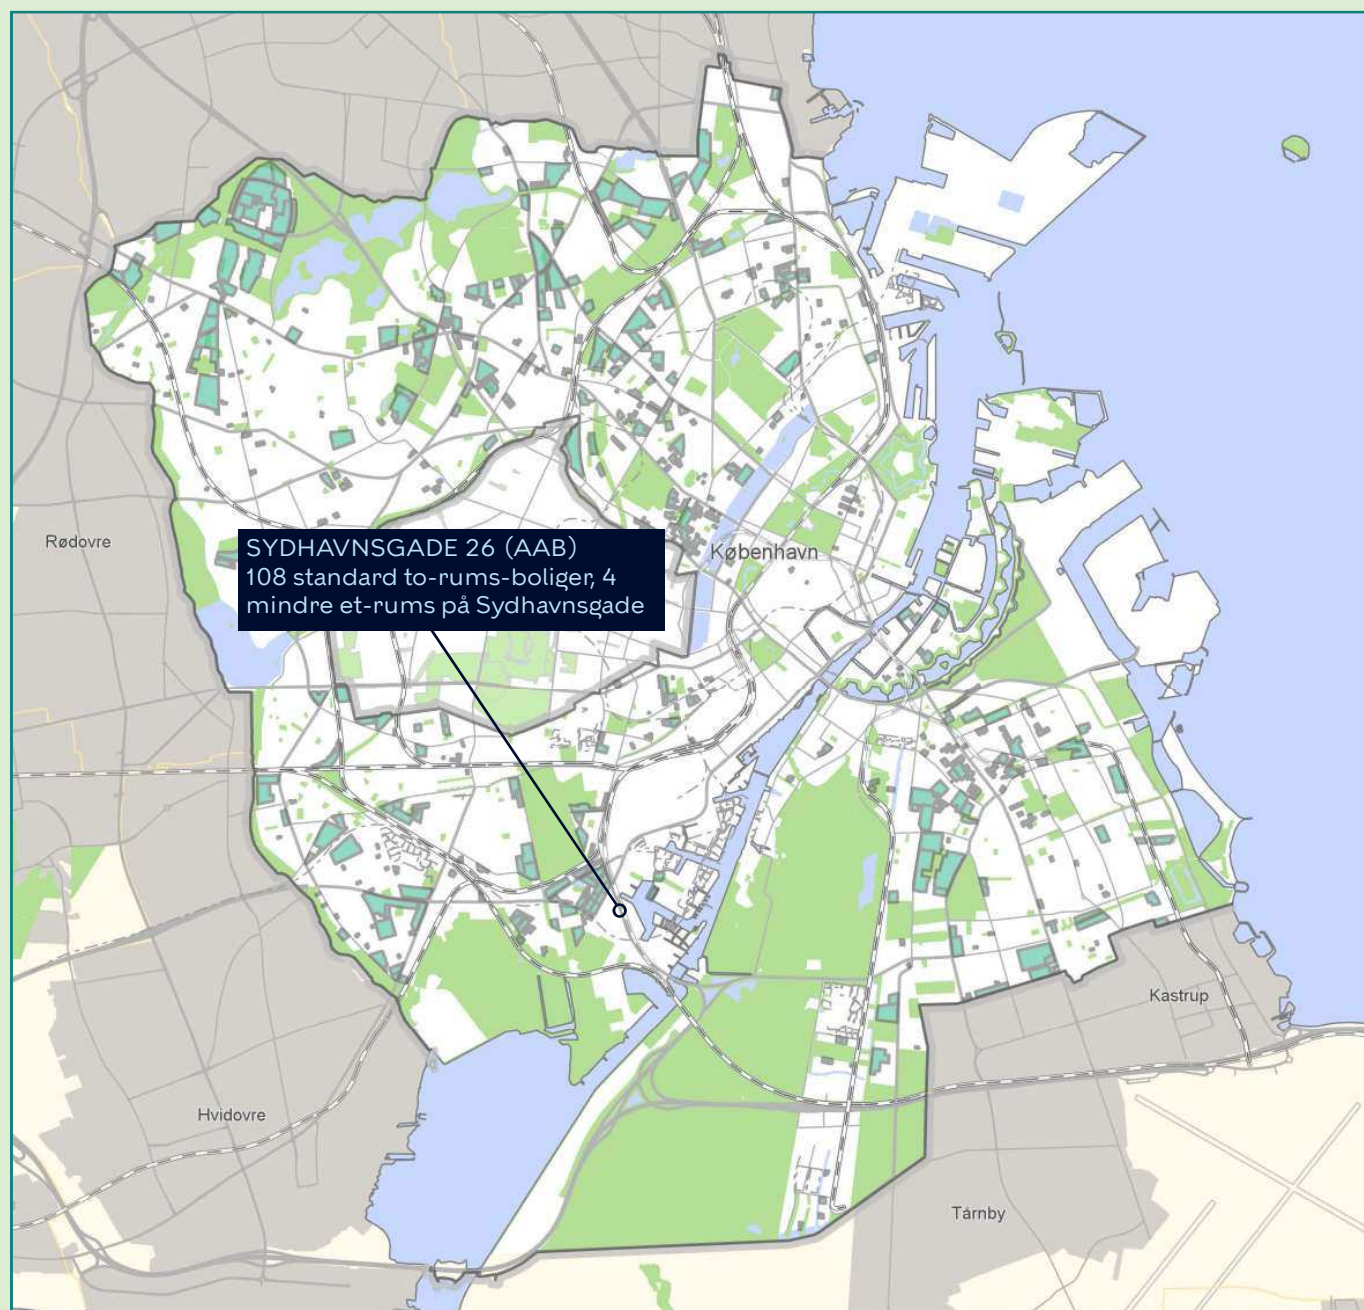 Rødovre
SYDHAVNSGADE 26 (AAB)
108 standard to-rums-boliger, 4
mindre et-rums på Sydhavnsgade
København
Kastrup
Hvidovre
Tårnby